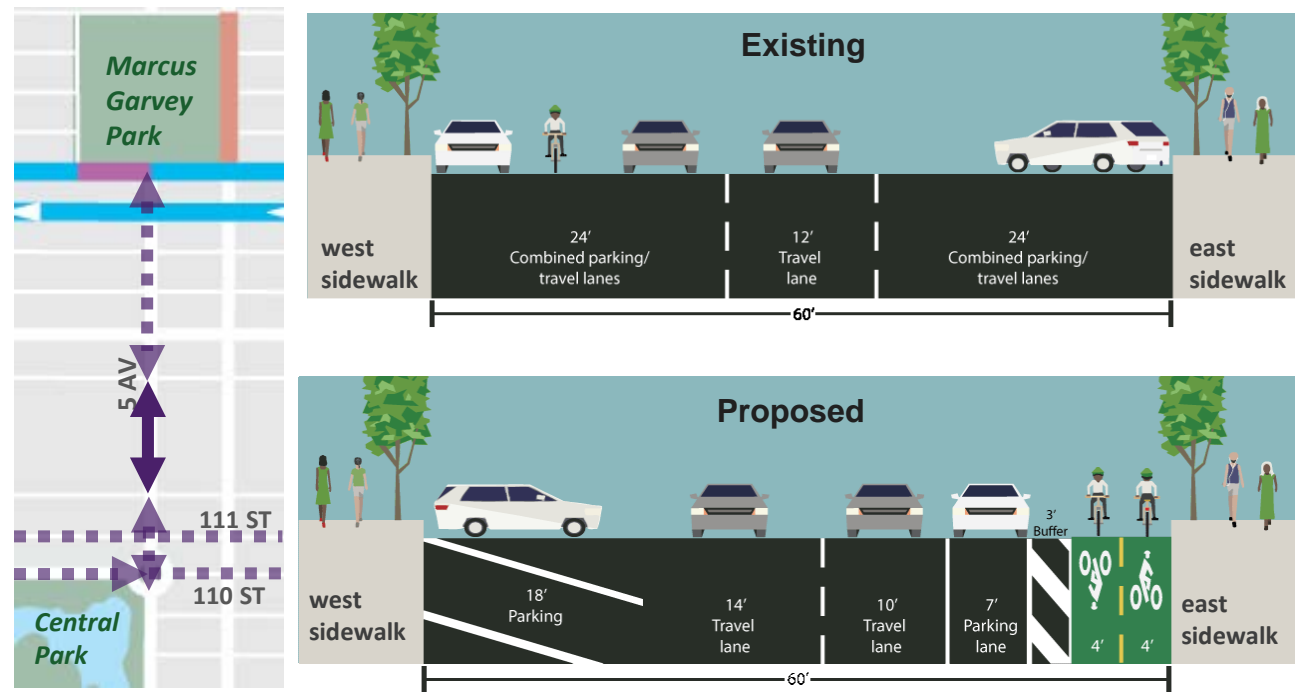 Marcus
Garvey
Park
5 AV
111 ST
110 ST
Central
Park
Existing
west
sidewalk
24'
Combined parking/
travel lanes
12'
Travel
lane
24'
Combined parking/
travel lanes
east
sidewalk
60'
Proposed
west
sidewalk
18'
Parking
14'
Travel
lane
10'
Travel
lane
7'
Parking
lane
3'
Buffer
4'
4'
east
sidewalk
60'